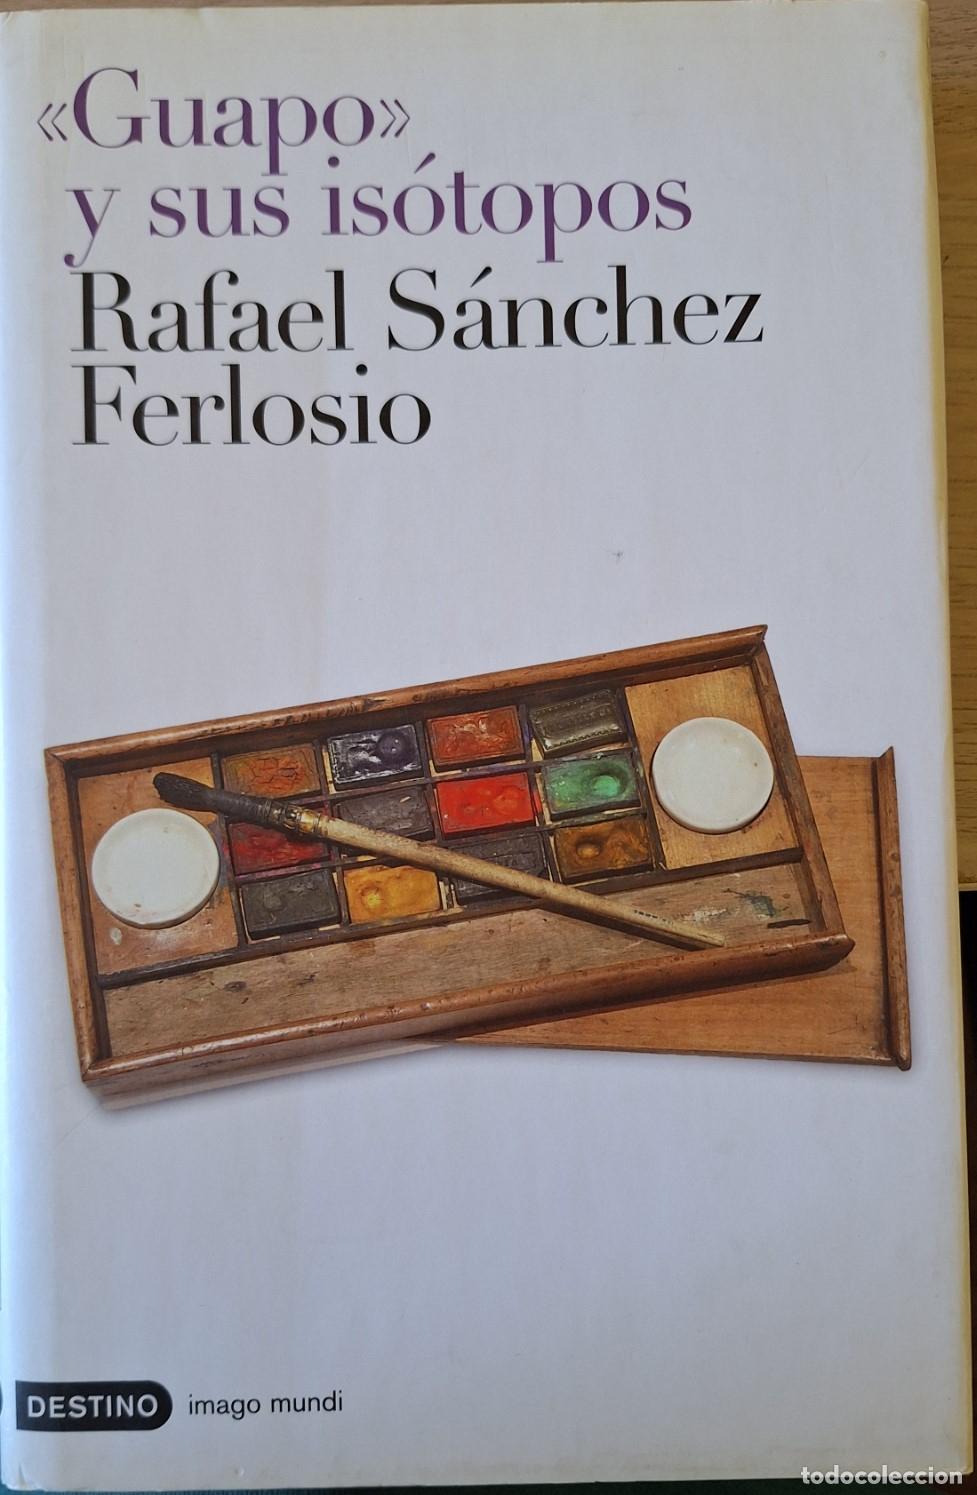 «Guapo»
y sus isótopos
Rafael Sánchez
Ferlosio
DESTINO imago mundi
todocoleccion